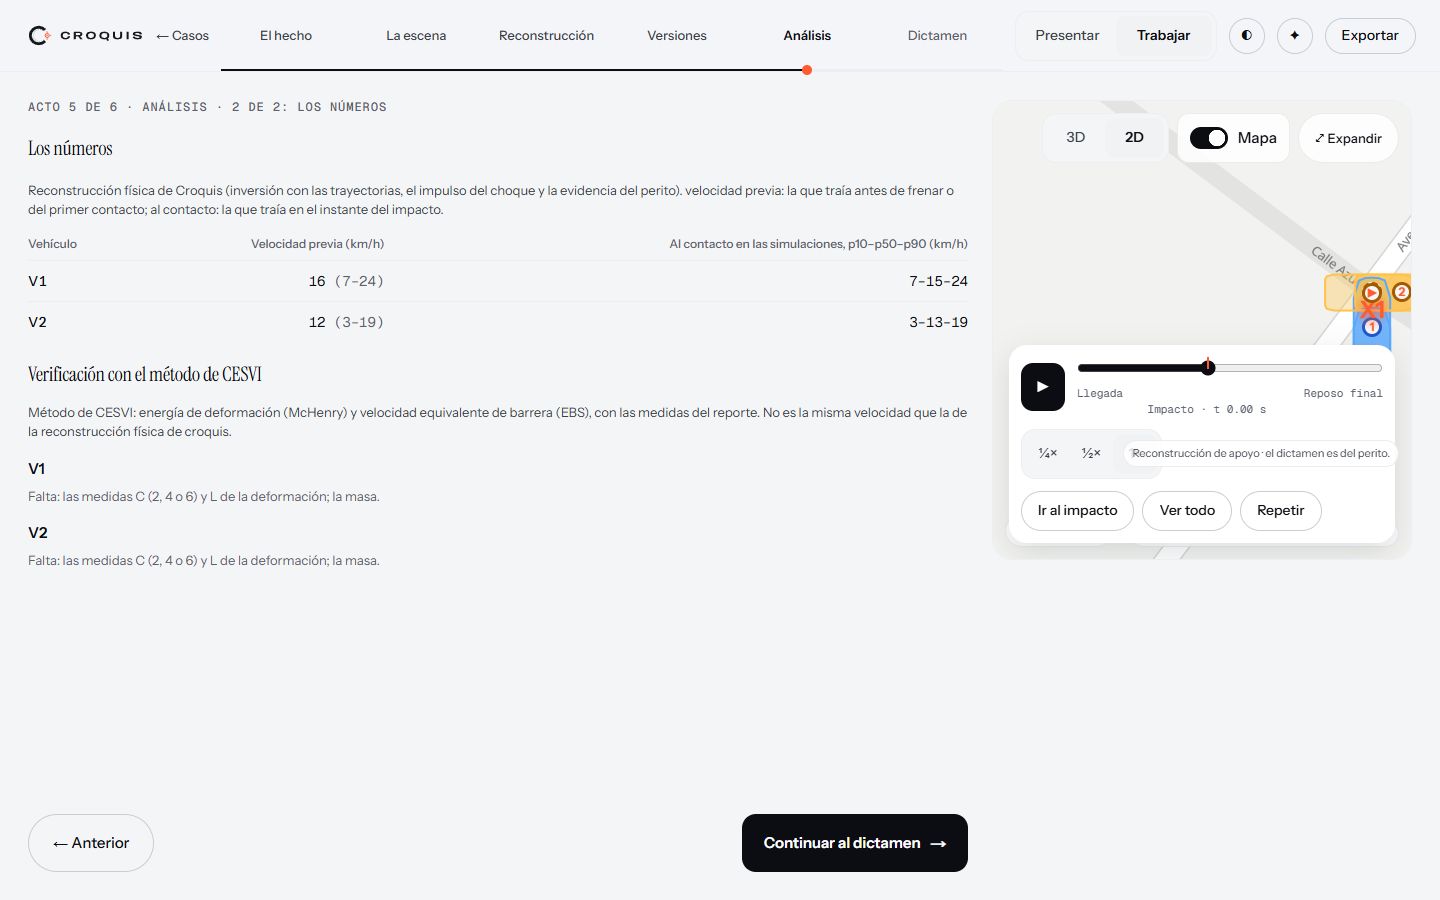 CROQUIS
← Casos
El hecho
La escena
Reconstrucción
Versiones
Análisis
Dictamen
Presentar
Trabajar
Exportar
ACTO 5 DE 6 · ANÁLISIS · 2 DE 2: LOS NÚMEROS
Los números
Reconstrucción física de Croquis (inversión con las trayectorias, el impulso del choque y la evidencia del perito). velocidad previa: la que traía antes de frenar o
del primer contacto; al contacto: la que traía en el instante del impacto.
Vehículo
Velocidad previa (km/h)
Al contacto en las simulaciones, p10–p50–p90 (km/h)
V1
16 (7–24)
7–15–24
V2
12 (3–19)
3–13–19
Verificación con el método de CESVI
Método de CESVI: energía de deformación (McHenry) y velocidad equivalente de barrera (EBS), con las medidas del reporte. No es la misma velocidad que la de
la reconstrucción física de croquis.
V1
Falta: las medidas C (2, 4 o 6) y L de la deformación; la masa.
V2
Falta: las medidas C (2, 4 o 6) y L de la deformación; la masa.
← Anterior
Continuar al dictamen →
3D
2D
Mapa
Expandir
Calle
X1
2
1
Llegada
Reposo final
Impacto · t 0.00 s
¼×
½×
Reconstrucción de apoyo · el dictamen es del perito.
Ir al impacto
Ver todo
Repetir